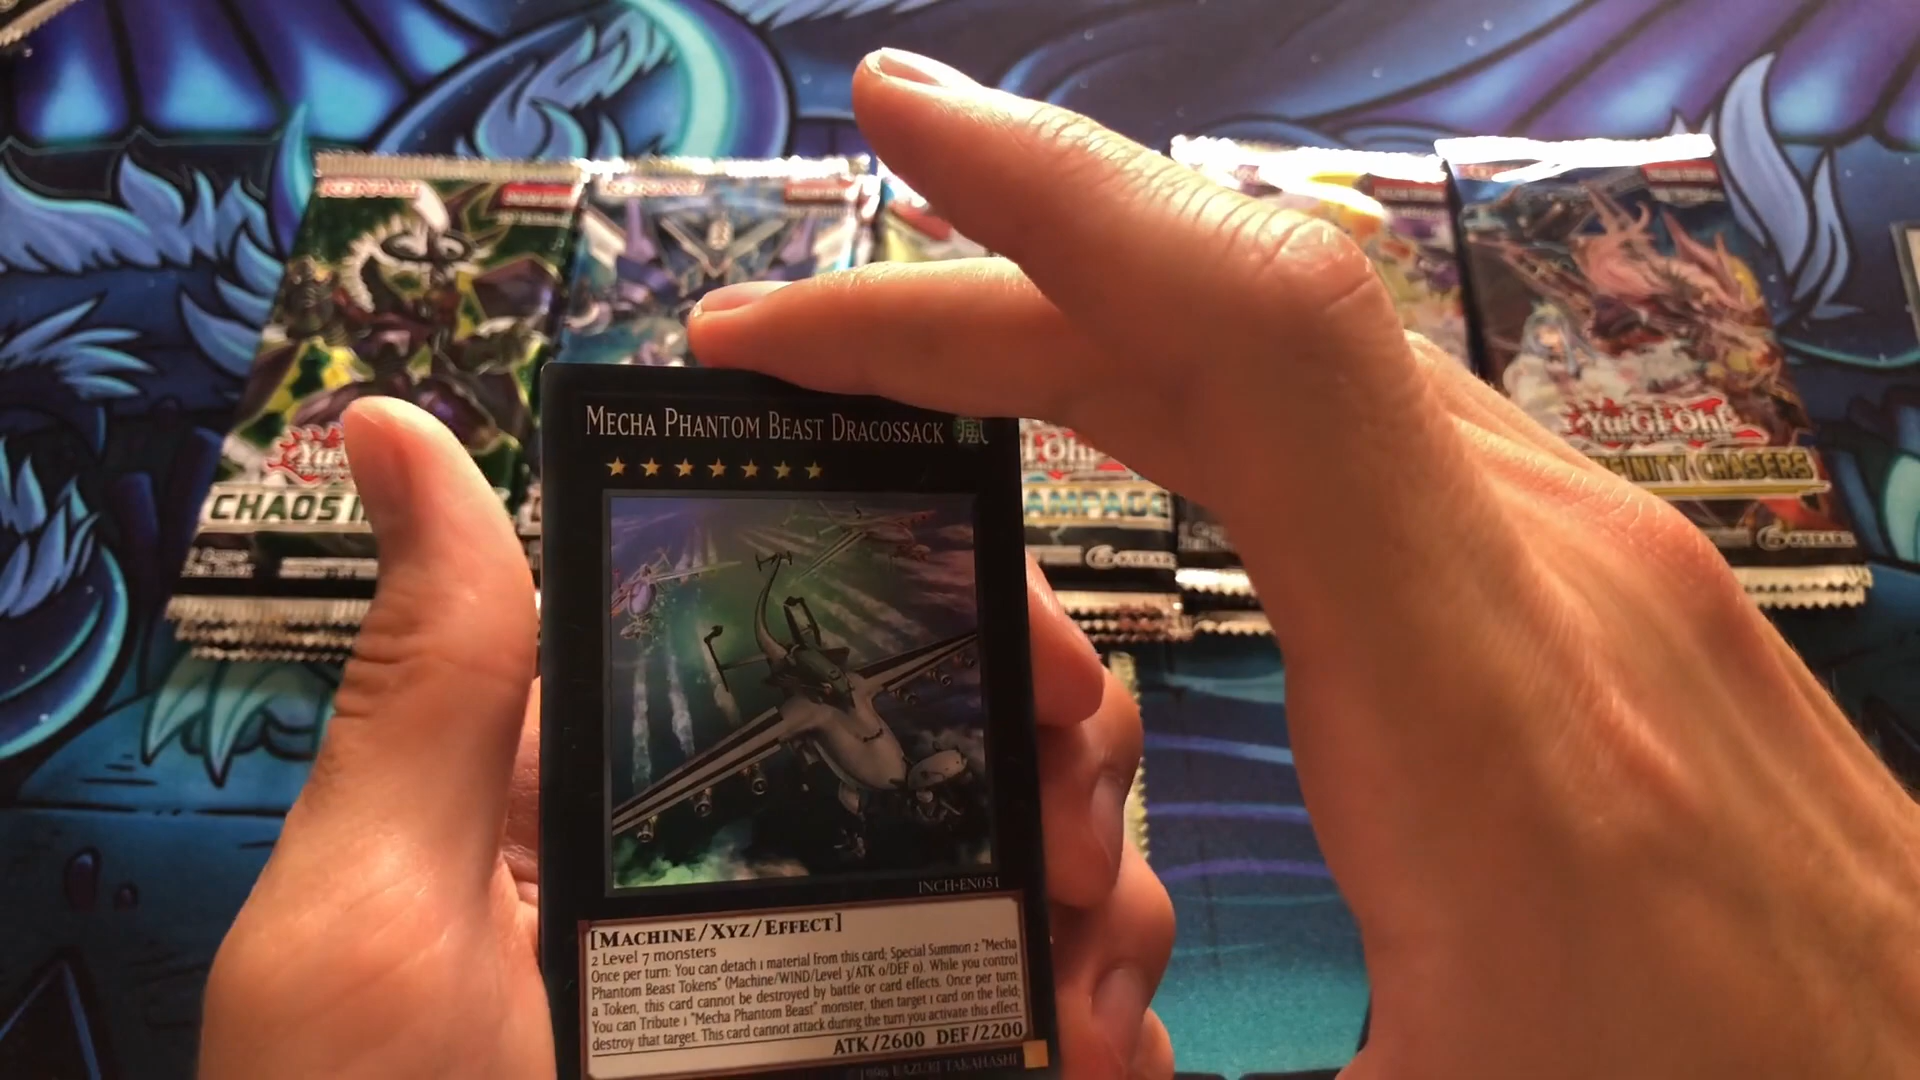 KONAMI
KONAMI
Yu-Gi-Oh!
INFINITY CHASERS
CHAOS I
AMPAGE
MECHA PHANTOM BEAST DRACOSSACK 風
INCH-EN051
[MACHINE/XYZ/EFFECT]
2 Level 7 monsters
Once per turn: You can detach 1 material from this card; Special Summon 2 "Mecha
Phantom Beast Tokens" (Machine/WIND/Level 3/ATK 0/DEF 0). While you control
a Token, this card cannot be destroyed by battle or card effects. Once per turn:
You can Tribute 1 "Mecha Phantom Beast" monster, then target 1 card on the field;
destroy that target. This card cannot attack during the turn you activate this effect.
ATK/2600 DEF/2200
©1996 KAZUKI TAKAHASHI